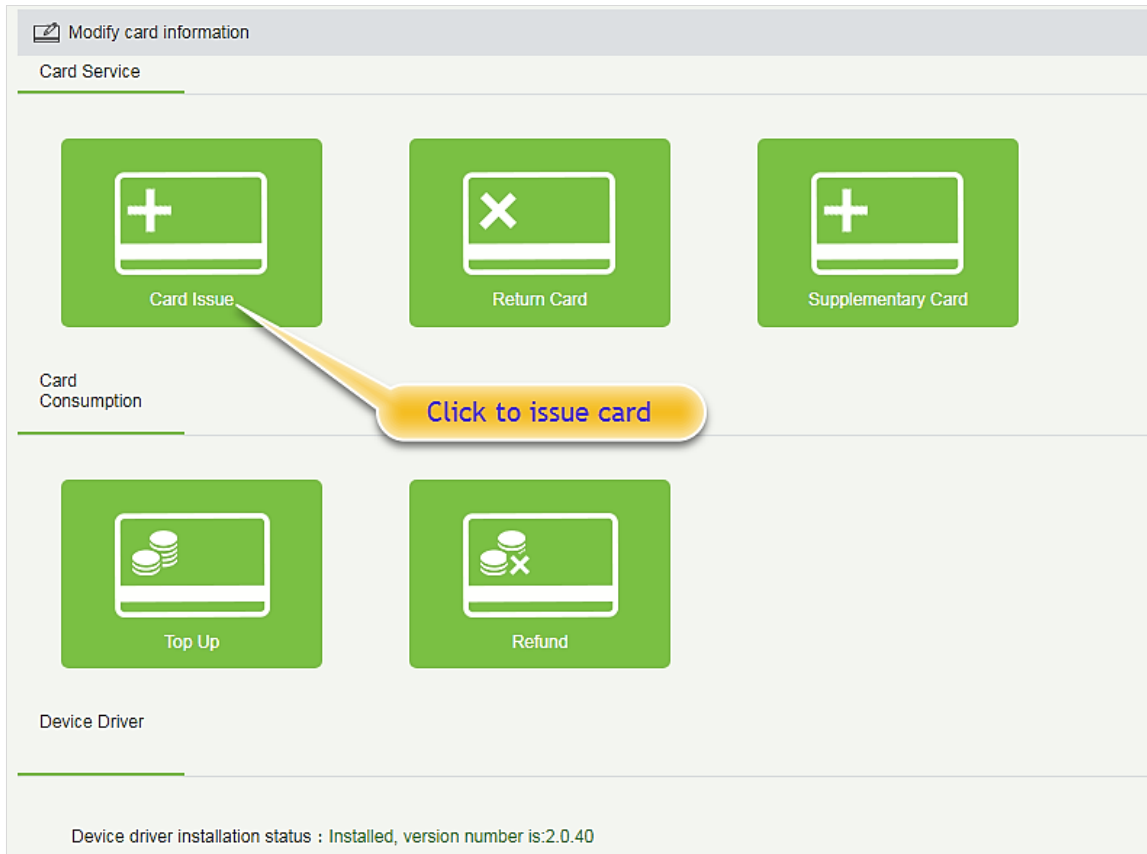 Modify card information
Card Service
Card Issue
Return Card
Supplementary Card
Card
Consumption
Click to issue card
Top Up
Refund
Device Driver
Device driver installation status : Installed, version number is:2.0.40